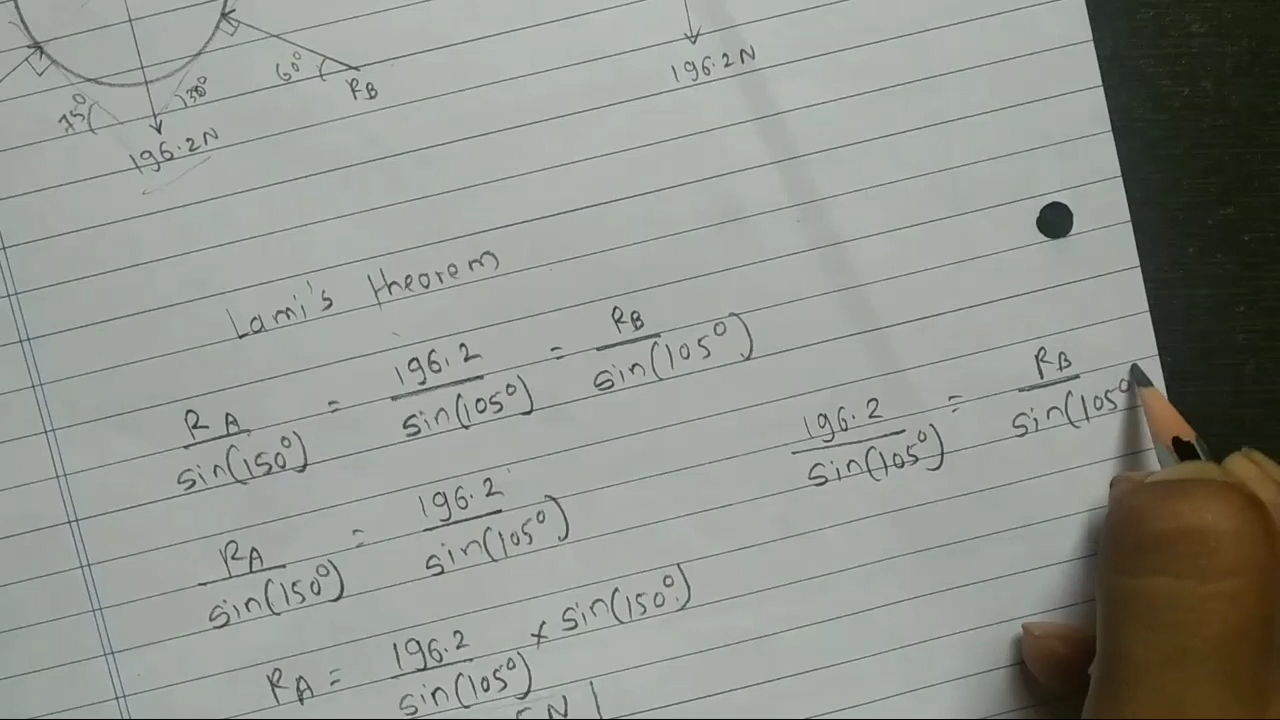 60°
RB
75°
30°
196.2N
196.2N
Lami's theorem
RA / sin(150°) = 196.2 / sin(105°) = RB / sin(105°)
RA / sin(150°) = 196.2 / sin(105°)
196.2 / sin(105°) = RB / sin(105°
RA = 196.2 / sin(105°) × sin(150°)
N